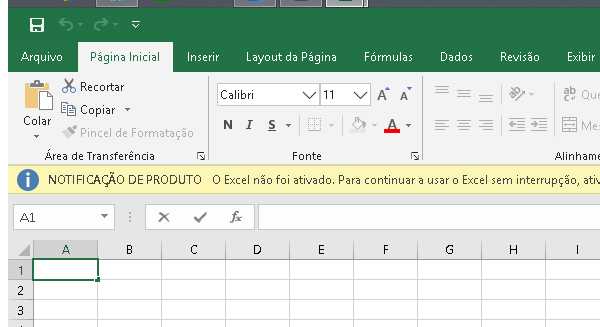 Arquivo Página Inicial Inserir Layout da Página Fórmulas Dados Revisão Exibir
Colar
Recortar
Copiar
Pincel de Formatação
Área de Transferência
Calibri 11 A A
N I S A
Fonte
ab
Mes
Alinhame
NOTIFICAÇÃO DE PRODUTO O Excel não foi ativado. Para continuar a usar o Excel sem interrupção, ativ
A1 fx
A B C D E F G H I
1
2
3